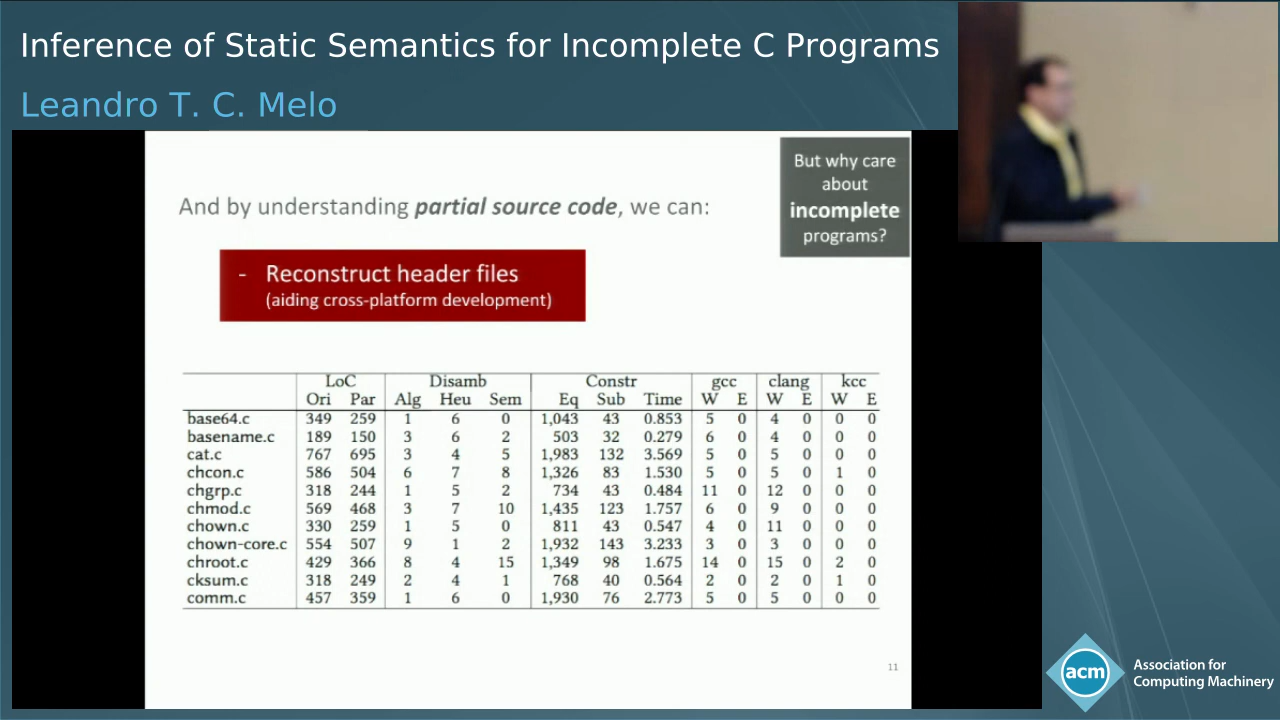 Inference of Static Semantics for Incomplete C Programs
Leandro T. C. Melo
But why care
about
incomplete
programs?
And by understanding partial source code, we can:
- Reconstruct header files
(aiding cross-platform development)
LoC Disamb Constr gcc clang kcc
Ori Par Alg Heu Sem Eq Sub Time W E W E W E
base64.c 349 259 1 6 0 1,043 43 0.853 5 0 4 0 0 0
basename.c 189 150 3 6 2 503 32 0.279 6 0 4 0 0 0
cat.c 767 695 3 4 5 1,983 132 3.569 5 0 5 0 0 0
chcon.c 586 504 6 7 8 1,326 83 1.530 5 0 5 0 1 0
chgrp.c 318 244 1 5 2 734 43 0.484 11 0 12 0 0 0
chmod.c 569 468 3 7 10 1,435 123 1.757 6 0 9 0 0 0
chown.c 330 259 1 5 0 811 43 0.547 4 0 11 0 0 0
chown-core.c 554 507 9 1 2 1,932 143 3.233 3 0 3 0 0 0
chroot.c 429 366 8 4 15 1,349 98 1.675 14 0 15 0 2 0
cksum.c 318 249 2 4 1 768 40 0.564 2 0 2 0 1 0
comm.c 457 359 1 6 0 1,930 76 2.773 5 0 5 0 0 0
11
acm
Association for
Computing Machinery